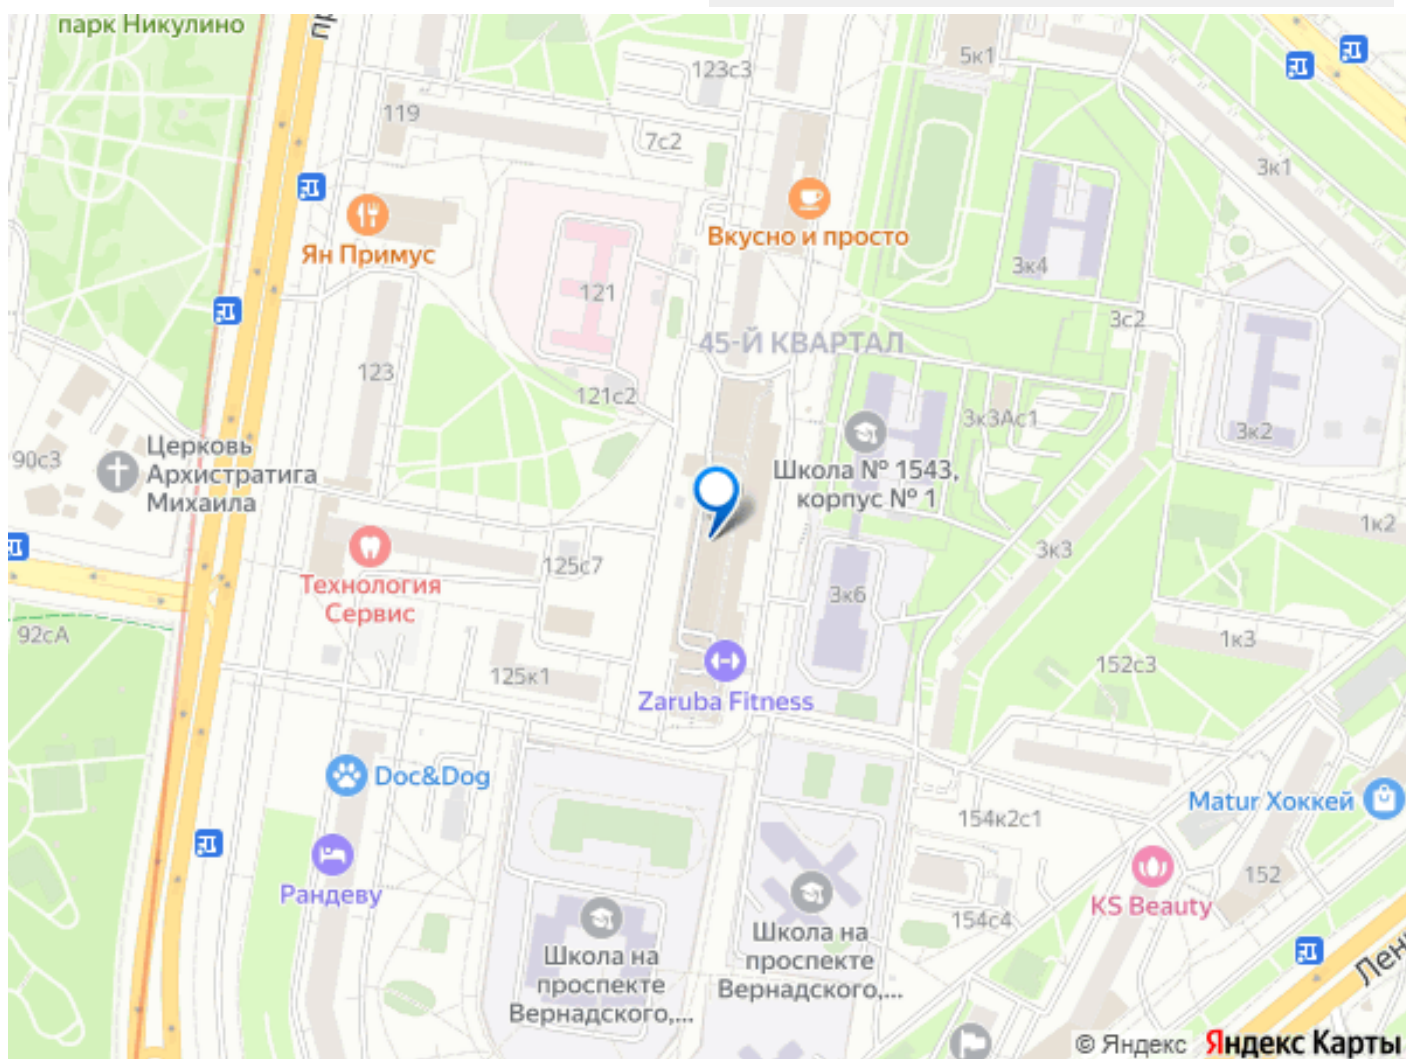 парк Никулино
пр
123с3
5к1
119
7с2
3к1
Ян Примус
Вкусно и просто
3к4
121
3с2
45-Й КВАРТАЛ
123
121с2
3к3Ас1
3к2
90с3
Церковь
Архистратига
Михаила
Школа № 1543,
корпус № 1
1к2
3к3
125с7
Технология
Сервис
3к6
92сА
1к3
125к1
152с3
Zaruba Fitness
Doc&Dog
Matur Хоккей
154к2с1
Рандеву
152
KS Beauty
154с4
Школа на
проспекте
Вернадского,...
Школа на
проспекте
Вернадского,...
Лен
© Яндекс Яндекс Карты